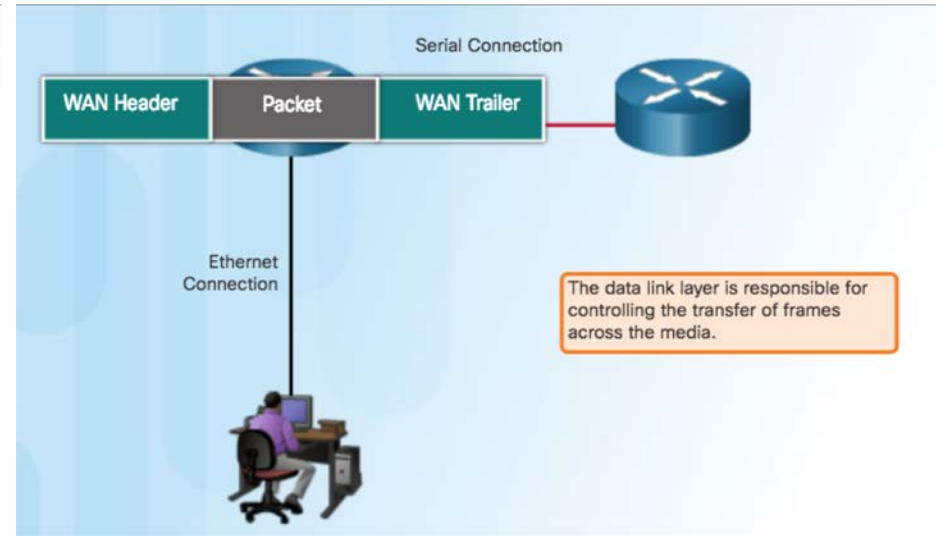 Serial Connection
WAN Header Packet WAN Trailer
Ethernet
Connection
The data link layer is responsible for
controlling the transfer of frames
across the media.